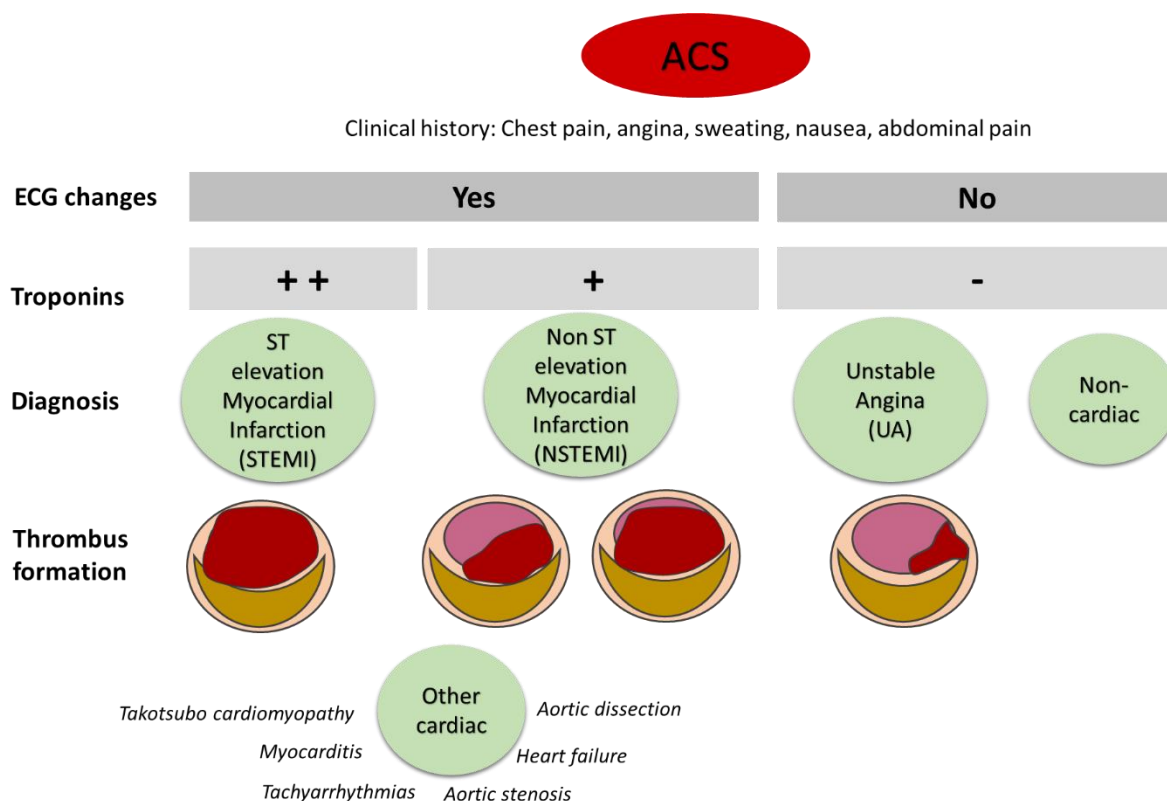 ACS
Clinical history: Chest pain, angina, sweating, nausea, abdominal pain
ECG changes
Yes
No
Troponins
+ +
+
-
Diagnosis
ST
elevation
Myocardial
Infarction
(STEMI)
Non ST
elevation
Myocardial
Infarction
(NSTEMI)
Unstable
Angina
(UA)
Non-
cardiac
Thrombus
formation
Other
cardiac
Takotsubo cardiomyopathy
Aortic dissection
Myocarditis
Heart failure
Tachyarrhythmias
Aortic stenosis